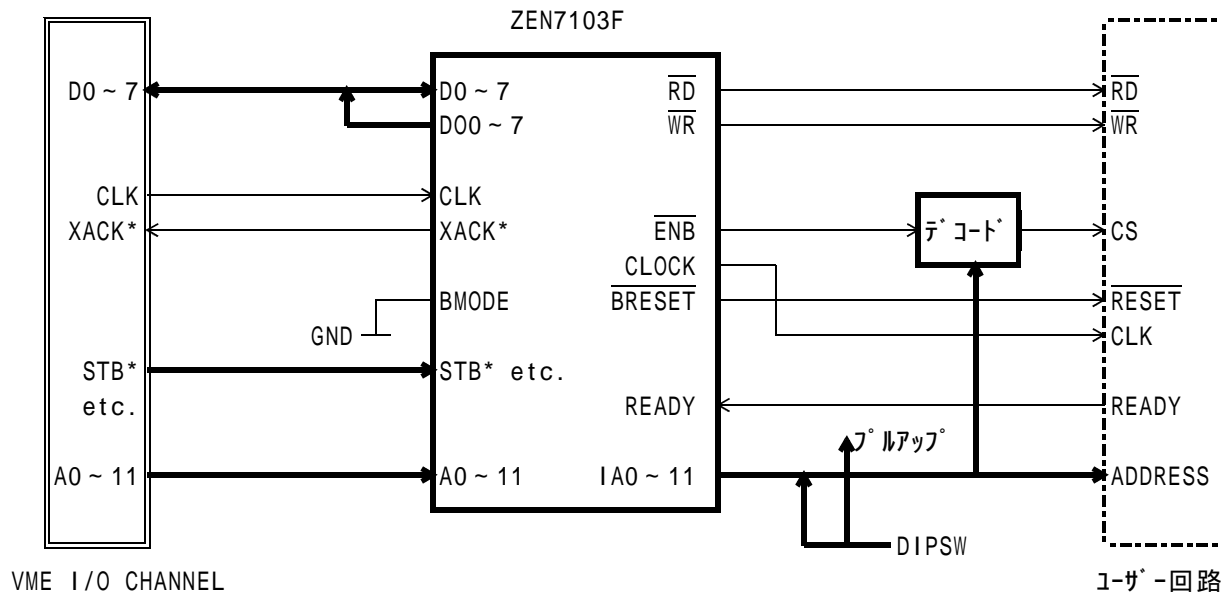 ZEN7103F
D0~7
CLK
XACK*
GND
STB*
etc.
A0~11
VME I/O CHANNEL
D0~7
DO0~7
CLK
XACK*
BMODE
STB* etc.
A0~11
RD
WR
ENB
CLOCK
BRESET
READY
IA0~11
デコード
プルアップ
DIPSW
RD
WR
CS
RESET
CLK
READY
ADDRESS
ユーザー回路